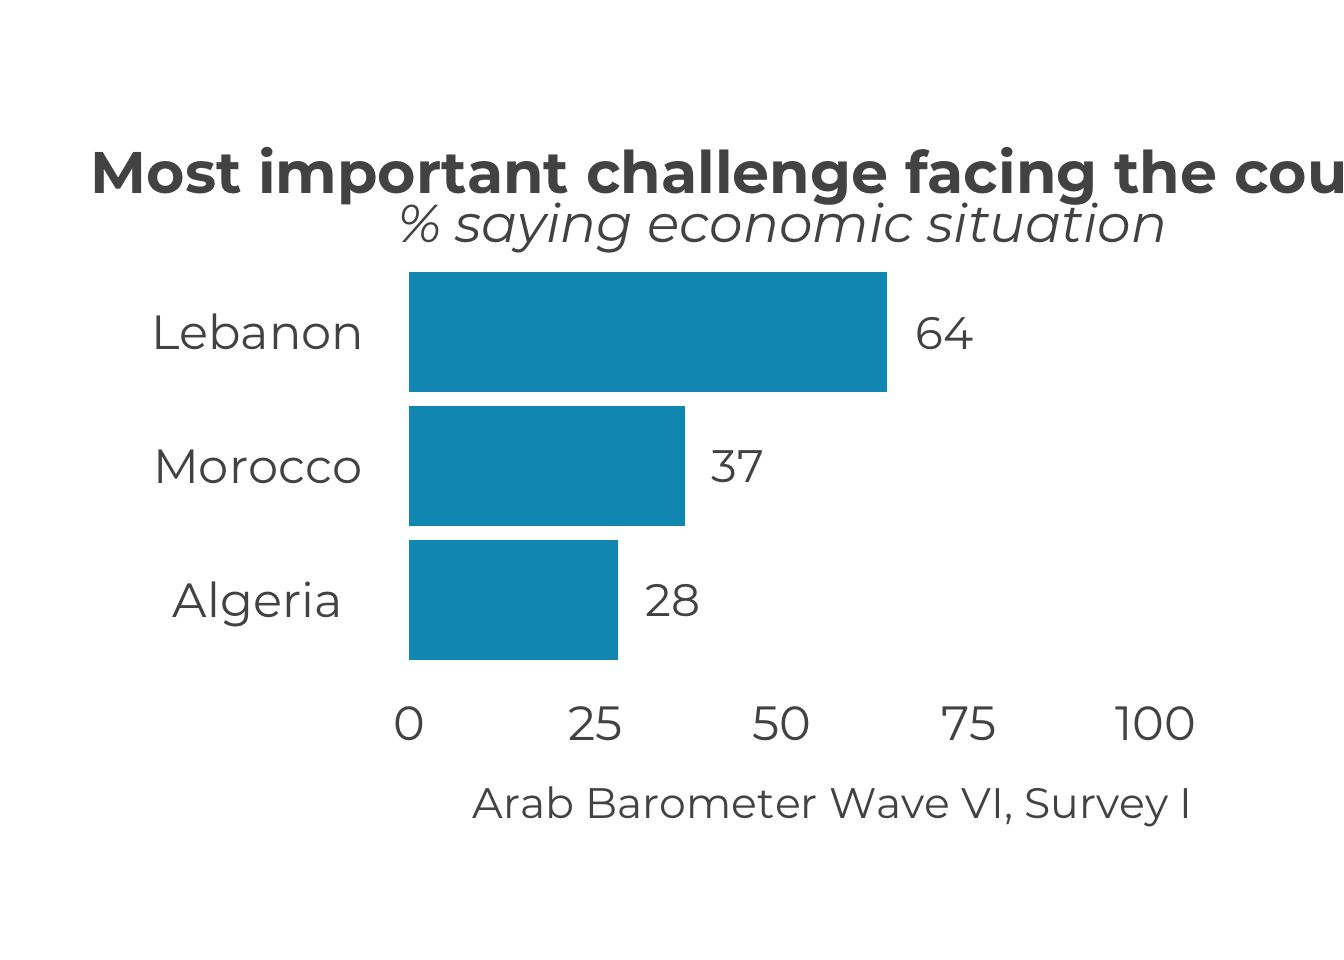 Most important challenge facing the cou
% saying economic situation
Lebanon 64
Morocco 37
Algeria 28
0 25 50 75 100
Arab Barometer Wave VI, Survey I